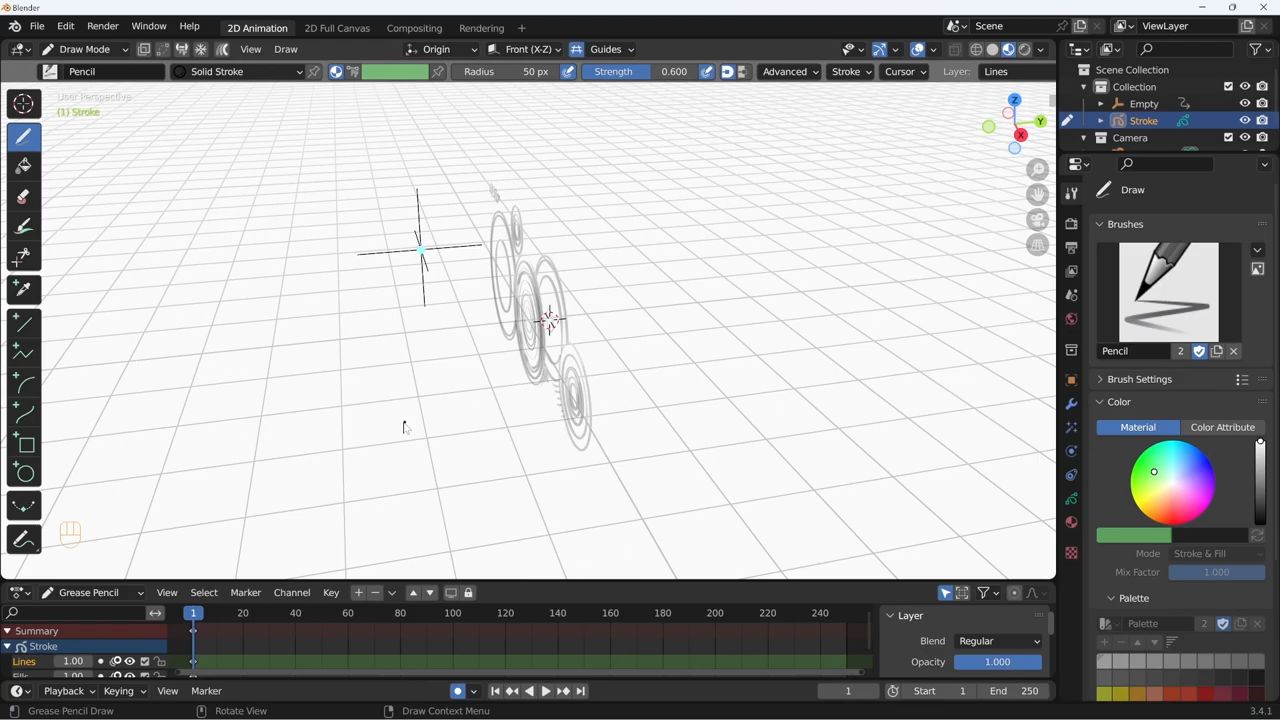 Blender
File Edit Render Window Help 2D Animation 2D Full Canvas Compositing Rendering Scene ViewLayer
Draw Mode View Draw Origin Front (X-Z) Guides
Pencil Solid Stroke Radius 50 px Strength 0.600 Advanced Stroke Cursor Layer: Lines
User Perspective
(1) Stroke
Z
Y
X
Scene Collection
Collection
Empty
Stroke
Camera
Draw
Brushes
Pencil 2
Brush Settings
Color
Material Color Attribute
Mode Stroke & Fill
Mix Factor 1.000
Palette
Palette 2
Grease Pencil View Select Marker Channel Key
1 20 40 60 80 100 120 140 160 180 200 220 240
Summary
Stroke
Lines 1.00
Layer
Blend Regular
Opacity 1.000
Playback Keying View Marker 1 Start 1 End 250
Grease Pencil Draw Rotate View Draw Context Menu 3.4.1